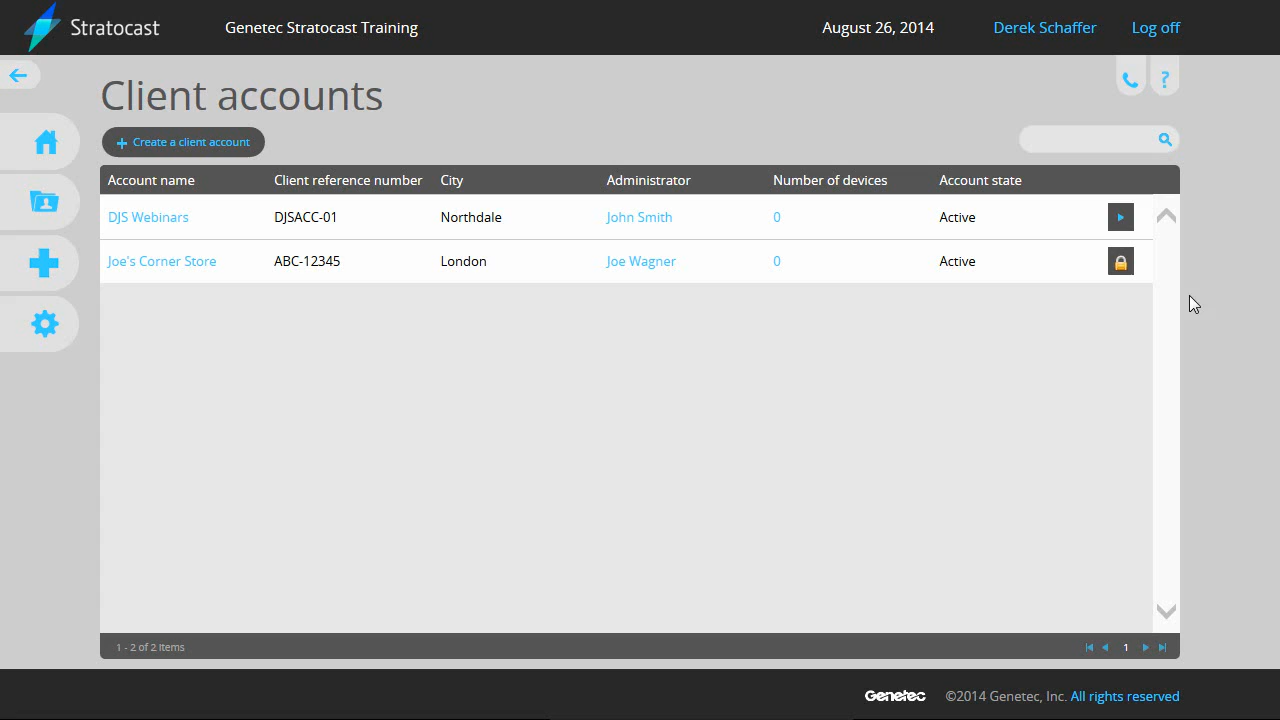 Stratocast Genetec Stratocast Training August 26, 2014 Derek Schaffer Log off
Client accounts
?
+ Create a client account
Account name Client reference number City Administrator Number of devices Account state
DJS Webinars DJSACC-01 Northdale John Smith 0 Active
Joe's Corner Store ABC-12345 London Joe Wagner 0 Active
1 - 2 of 2 Items 1
Genetec ©2014 Genetec, Inc. All rights reserved